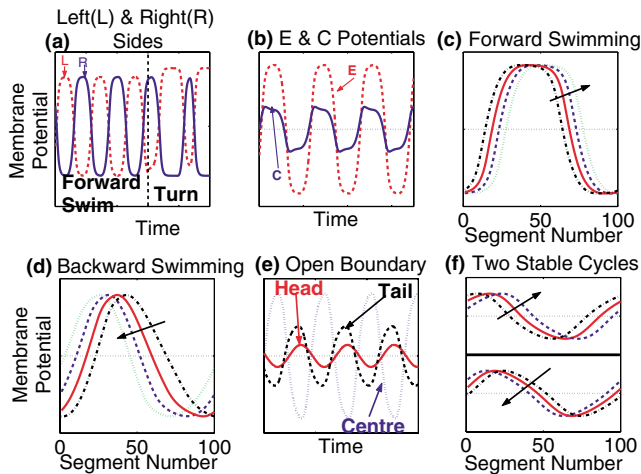 Left(L) & Right(R)
Sides
(a)
L
R
Membrane
Potential
Forward
Swim
Turn
Time
(b) E & C Potentials
E
C
Time
(c) Forward Swimming
0 50 100
Segment Number
(d) Backward Swimming
Membrane
Potential
0 50 100
Segment Number
(e) Open Boundary
Head
Tail
Centre
Time
(f) Two Stable Cycles
0 50 100
Segment Number